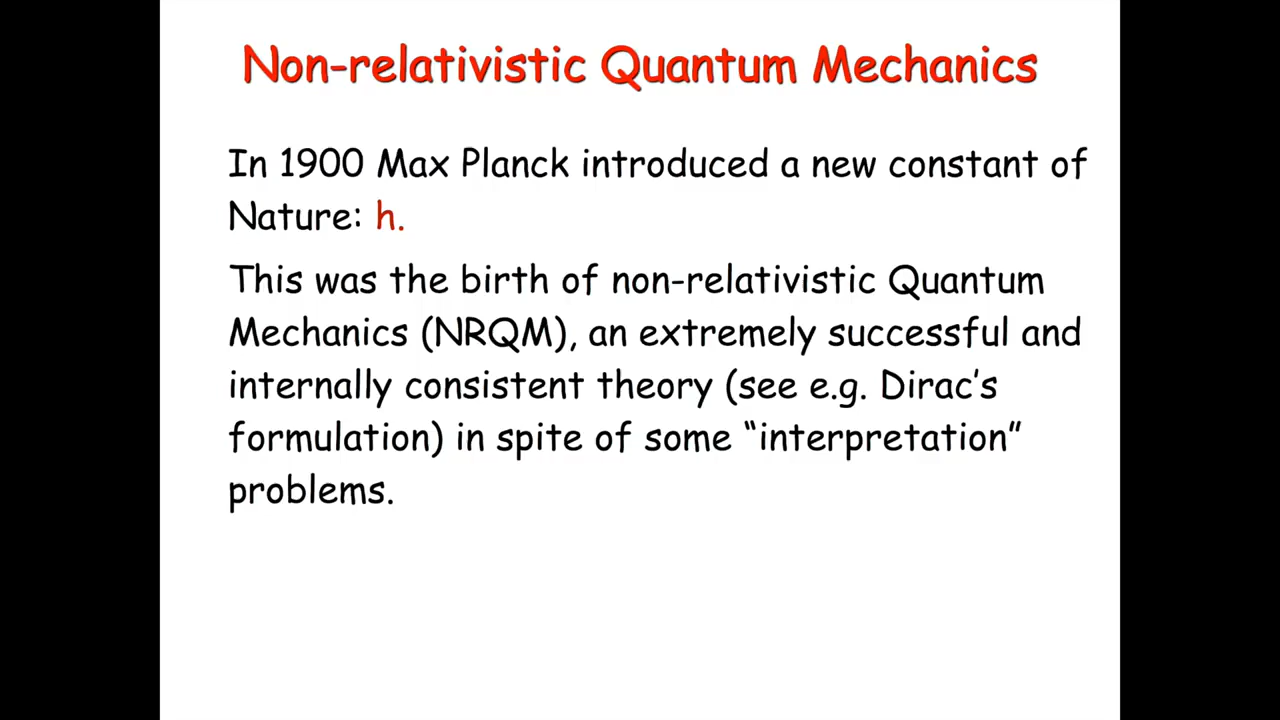 Non-relativistic Quantum Mechanics
In 1900 Max Planck introduced a new constant of
Nature: h.
This was the birth of non-relativistic Quantum
Mechanics (NRQM), an extremely successful and
internally consistent theory (see e.g. Dirac’s
formulation) in spite of some “interpretation”
problems.